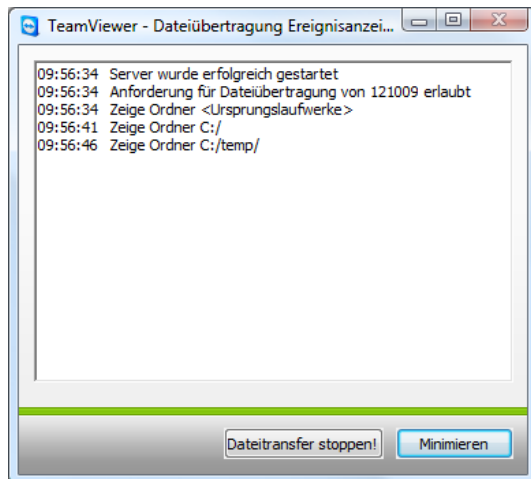 TeamViewer - Dateiübertragung Ereignisanzei...
09:56:34 Server wurde erfolgreich gestartet
09:56:34 Anforderung für Dateiübertragung von 121009 erlaubt
09:56:34 Zeige Ordner <Ursprungslaufwerke>
09:56:41 Zeige Ordner C:/
09:56:46 Zeige Ordner C:/temp/
Dateitransfer stoppen!
Minimieren